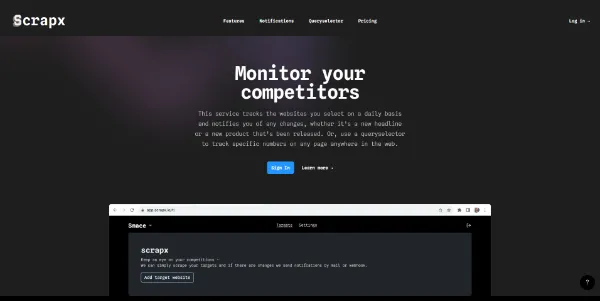 Scrapx
Features Notifications Queryselector Pricing
Log in
Monitor your
competitors
This service tracks the websites you select on a daily basis
and notifies you of any changes, whether it's a new headline
or a new product that's been released. Or, use a queryselector
to track specific numbers on any page anywhere in the web.
Sign In Learn more
Smace
Targets Settings
scrapx
Keep an eye on your competitors –
We can simply scrape your targets and if there are changes we send notifications by mail or webhook.
Add target website
?